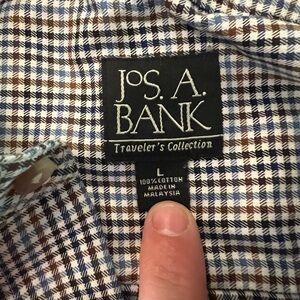 JOS. A.
BANK
Traveler's Collection
L
100% COTTON
MADE IN
MALAYSIA